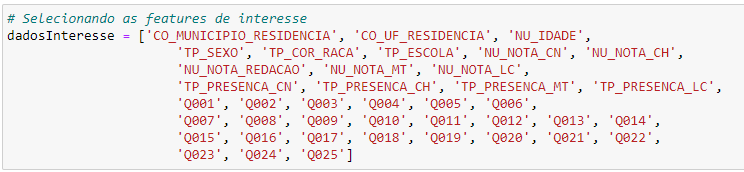 # Selecionando as features de interesse
dadosInteresse = ['CO_MUNICIPIO_RESIDENCIA', 'CO_UF_RESIDENCIA', 'NU_IDADE',
'TP_SEXO', 'TP_COR_RACA', 'TP_ESCOLA', 'NU_NOTA_CN', 'NU_NOTA_CH',
'NU_NOTA_REDACAO', 'NU_NOTA_MT', 'NU_NOTA_LC',
'TP_PRESENCA_CN', 'TP_PRESENCA_CH', 'TP_PRESENCA_MT', 'TP_PRESENCA_LC',
'Q001', 'Q002', 'Q003', 'Q004', 'Q005', 'Q006',
'Q007', 'Q008', 'Q009', 'Q010', 'Q011', 'Q012', 'Q013', 'Q014',
'Q015', 'Q016', 'Q017', 'Q018', 'Q019', 'Q020', 'Q021', 'Q022',
'Q023', 'Q024', 'Q025']